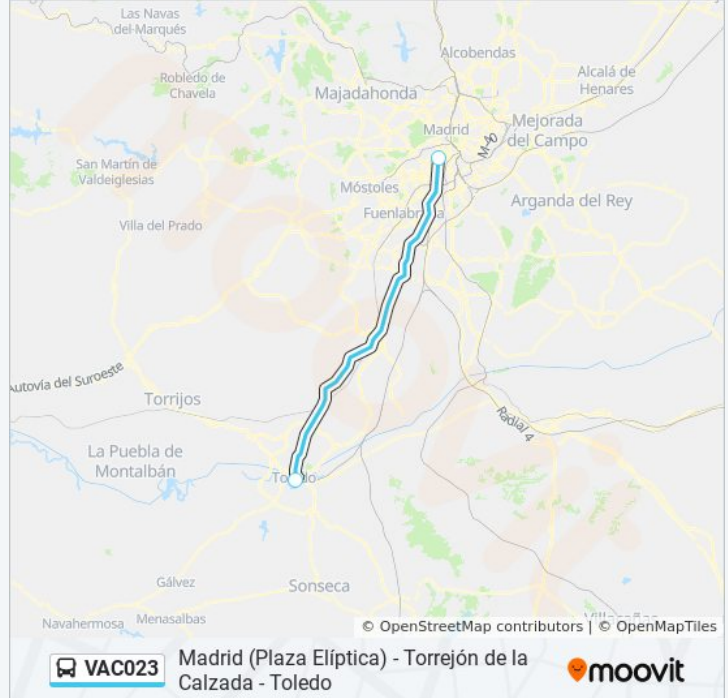 Las Navas
del Marqués
Alcobendas
Robledo de
Chavela
Alcalá de
Henares
Majadahonda
Madrid
Mejorada
del Campo
M-40
San Martín de
Valdeiglesias
Móstoles
Arganda del Rey
Fuenlabrada
Villa del Prado
Autovía del Suroeste
Torrijos
Radial 4
La Puebla de
Montalbán
Toledo
Gálvez
Sonseca
Navahermosa
Menasalbas
© OpenStreetMap contributors | © OpenMapTiles
VAC023
Madrid (Plaza Elíptica) - Torrejón de la
Calzada - Toledo
moovit